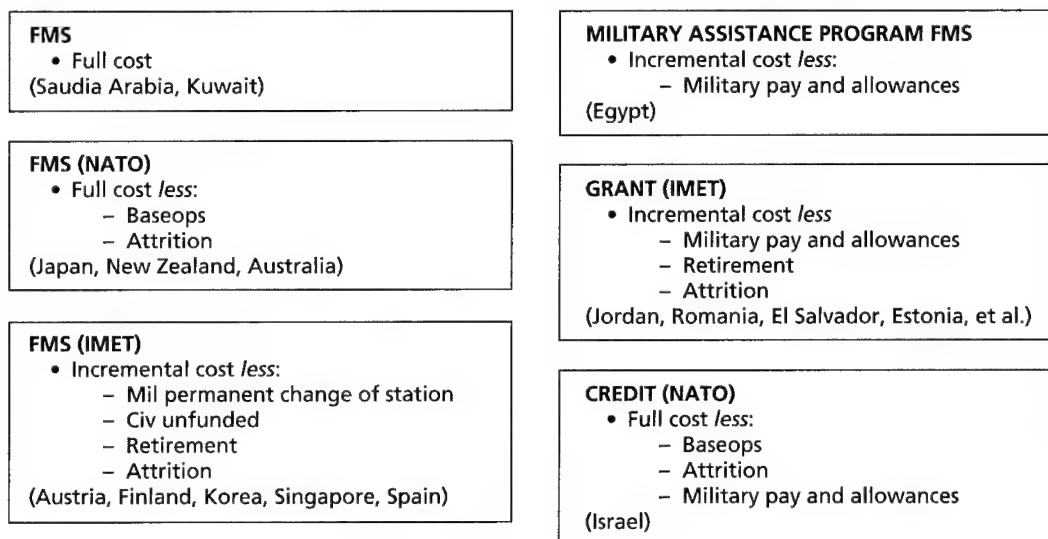 FMS
• Full cost
(Saudia Arabia, Kuwait)
FMS (NATO)
• Full cost less:
– Baseops
– Attrition
(Japan, New Zealand, Australia)
FMS (IMET)
• Incremental cost less:
– Mil permanent change of station
– Civ unfunded
– Retirement
– Attrition
(Austria, Finland, Korea, Singapore, Spain)
MILITARY ASSISTANCE PROGRAM FMS
• Incremental cost less:
– Military pay and allowances
(Egypt)
GRANT (IMET)
• Incremental cost less
– Military pay and allowances
– Retirement
– Attrition
(Jordan, Romania, El Salvador, Estonia, et al.)
CREDIT (NATO)
• Full cost less:
– Baseops
– Attrition
– Military pay and allowances
(Israel)